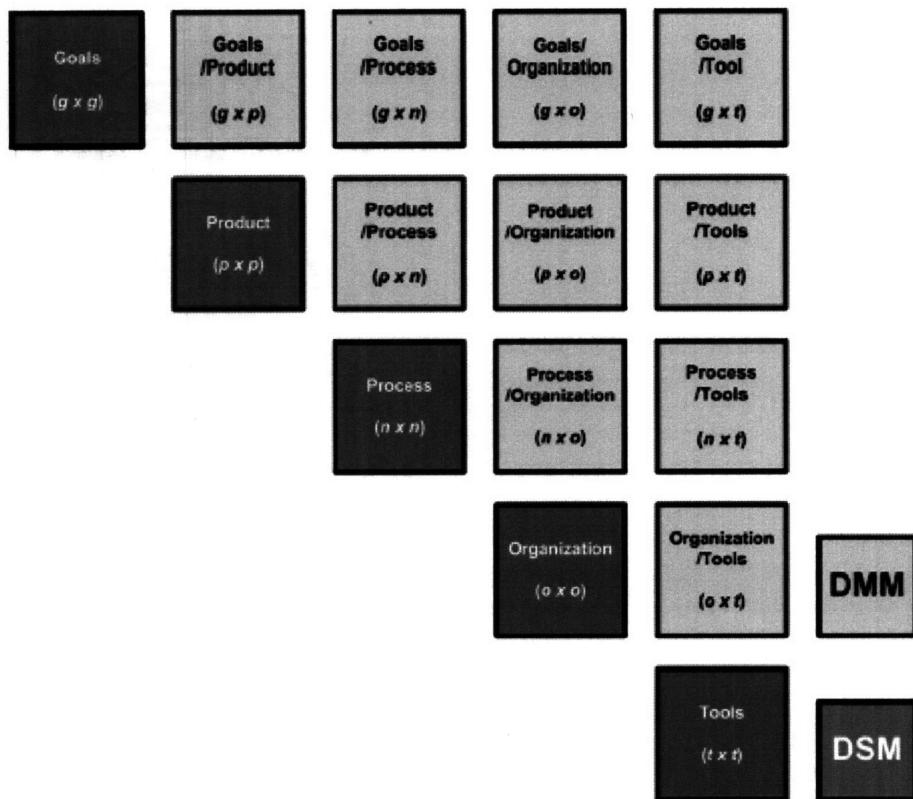 Goals
(g x g)
Goals
/Product
(g x p)
Goals
/Process
(g x n)
Goals/
Organization
(g x o)
Goals
/Tool
(g x t)
Product
(p x p)
Product
/Process
(p x n)
Product
/Organization
(p x o)
Product
/Tools
(p x t)
Process
(n x n)
Process
/Organization
(n x o)
Process
/Tools
(n x t)
Organization
(o x o)
Organization
/Tools
(o x t)
DMM
Tools
(t x t)
DSM